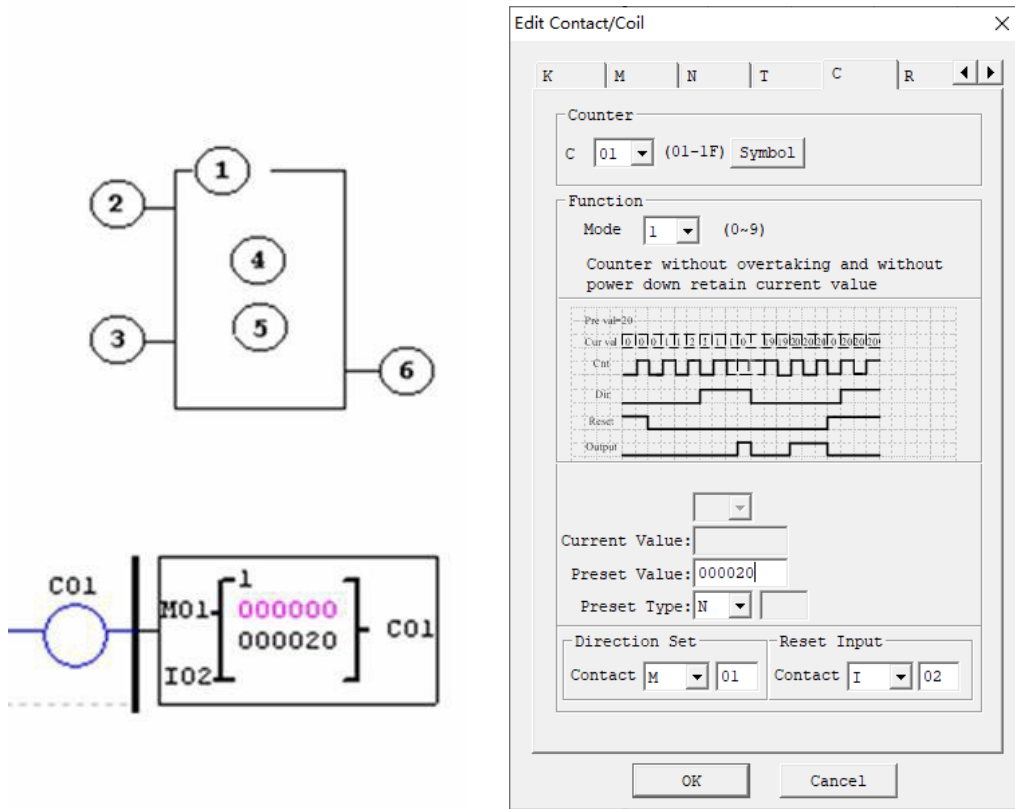 1
2
4
3
5
6
C01
1
M01
000000
000020
C01
I02
Edit Contact/Coil
K M N T C R
Counter
C 01 (01-1F) Symbol
Function
Mode 1 (0~9)
Counter without overtaking and without
power down retain current value
Pre val=20
Cur val
Cnt
Dir
Reset
Output
Current Value:
Preset Value: 000020
Preset Type: N
Direction Set Reset Input
Contact M 01 Contact I 02
OK Cancel